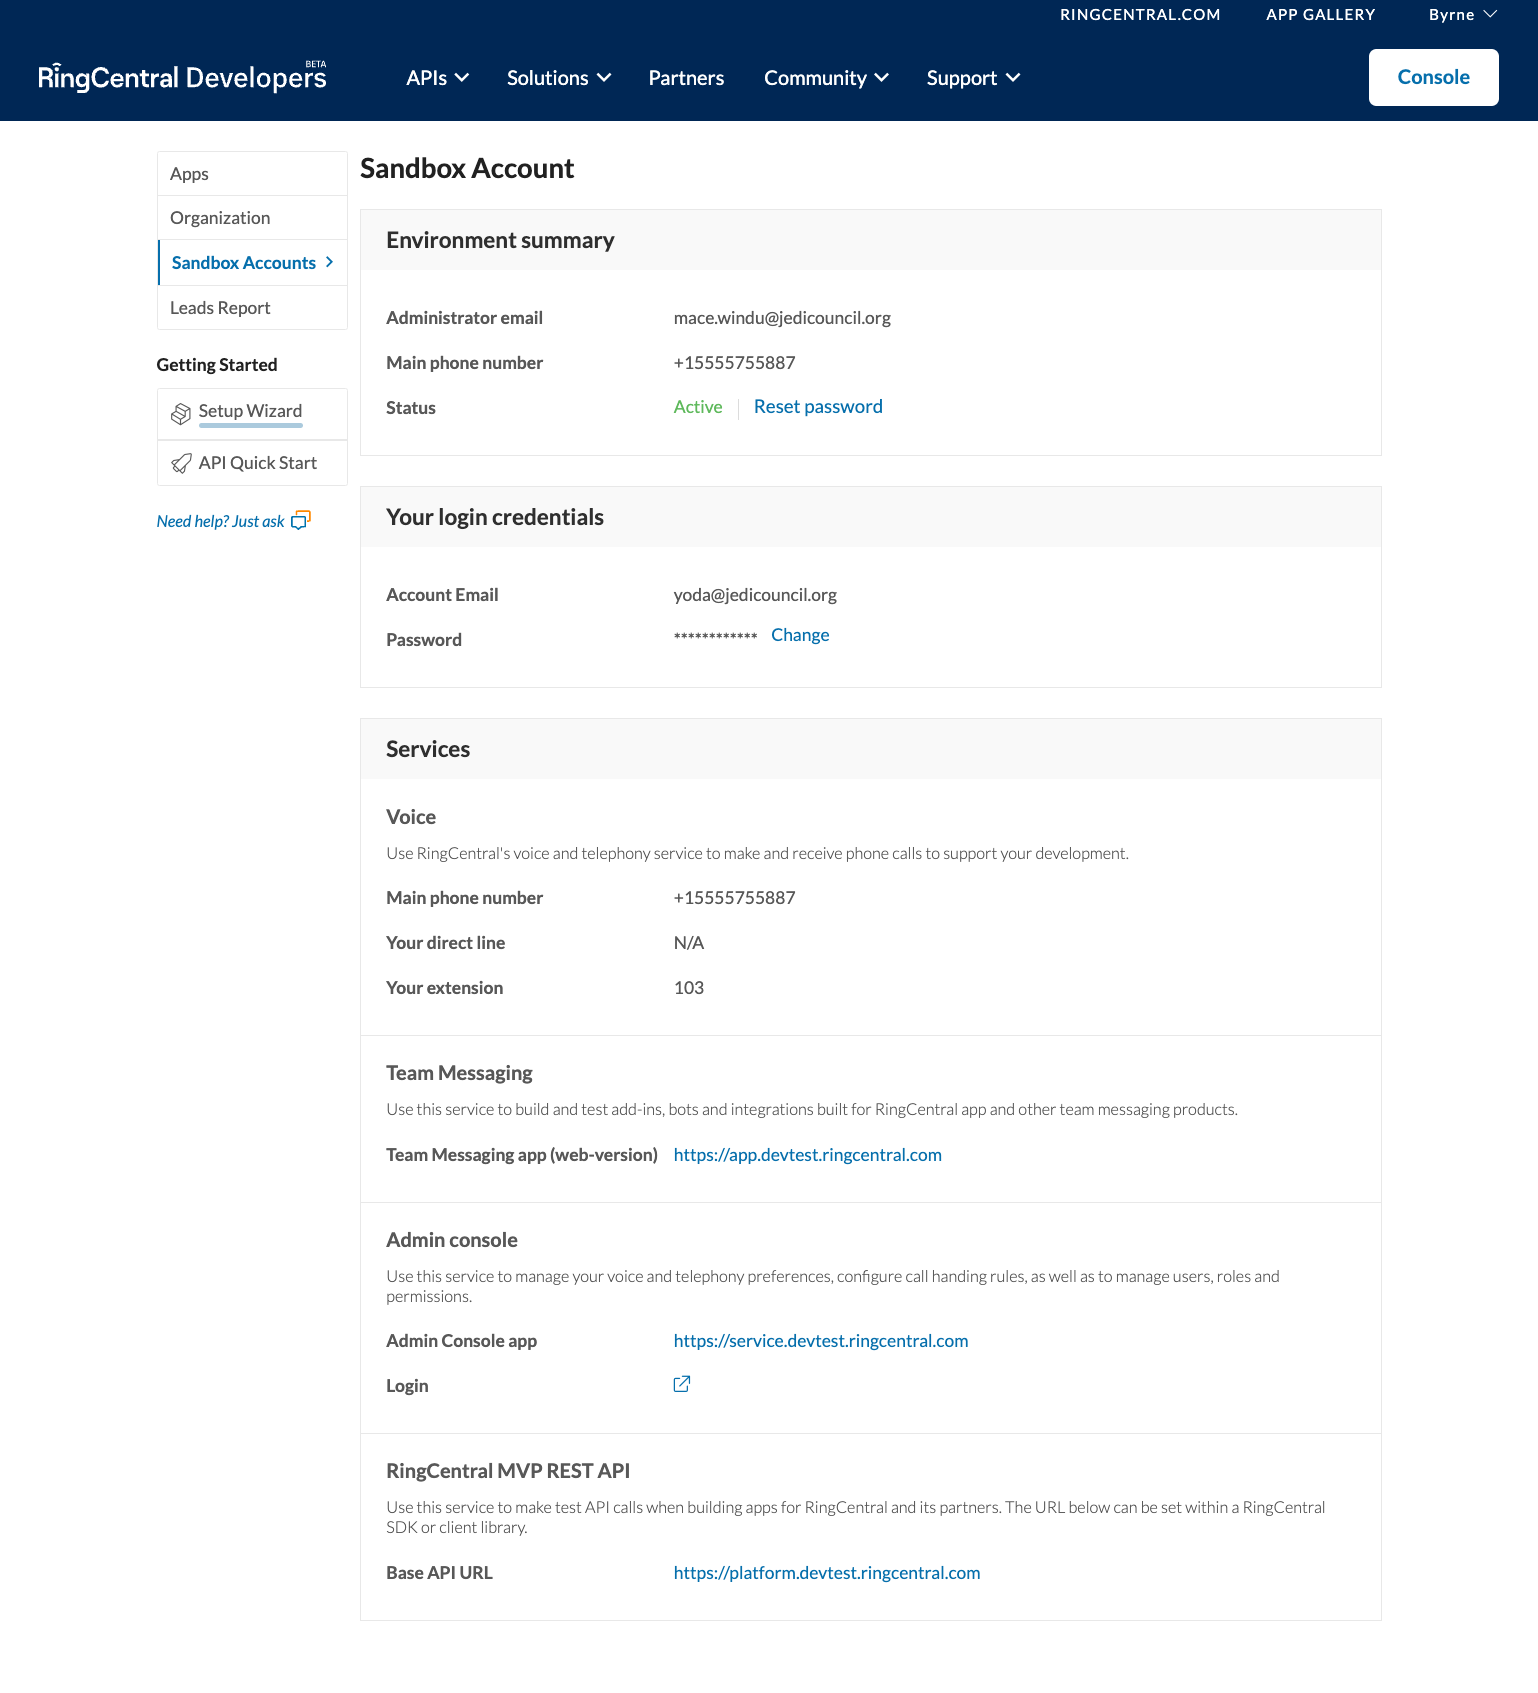 RINGCENTRAL.COM APP GALLERY Byrne
RingCentral Developers BETA
APIs Solutions Partners Community Support Console
Apps
Organization
Sandbox Accounts
Leads Report
Getting Started
Setup Wizard
API Quick Start
Need help? Just ask
Sandbox Account
Environment summary
Administrator email mace.windu@jedicouncil.org
Main phone number +15555755887
Status Active Reset password
Your login credentials
Account Email yoda@jedicouncil.org
Password ************ Change
Services
Voice
Use RingCentral's voice and telephony service to make and receive phone calls to support your development.
Main phone number +15555755887
Your direct line N/A
Your extension 103
Team Messaging
Use this service to build and test add-ins, bots and integrations built for RingCentral app and other team messaging products.
Team Messaging app (web-version) https://app.devtest.ringcentral.com
Admin console
Use this service to manage your voice and telephony preferences, configure call handing rules, as well as to manage users, roles and
permissions.
Admin Console app https://service.devtest.ringcentral.com
Login
RingCentral MVP REST API
Use this service to make test API calls when building apps for RingCentral and its partners. The URL below can be set within a RingCentral
SDK or client library.
Base API URL https://platform.devtest.ringcentral.com